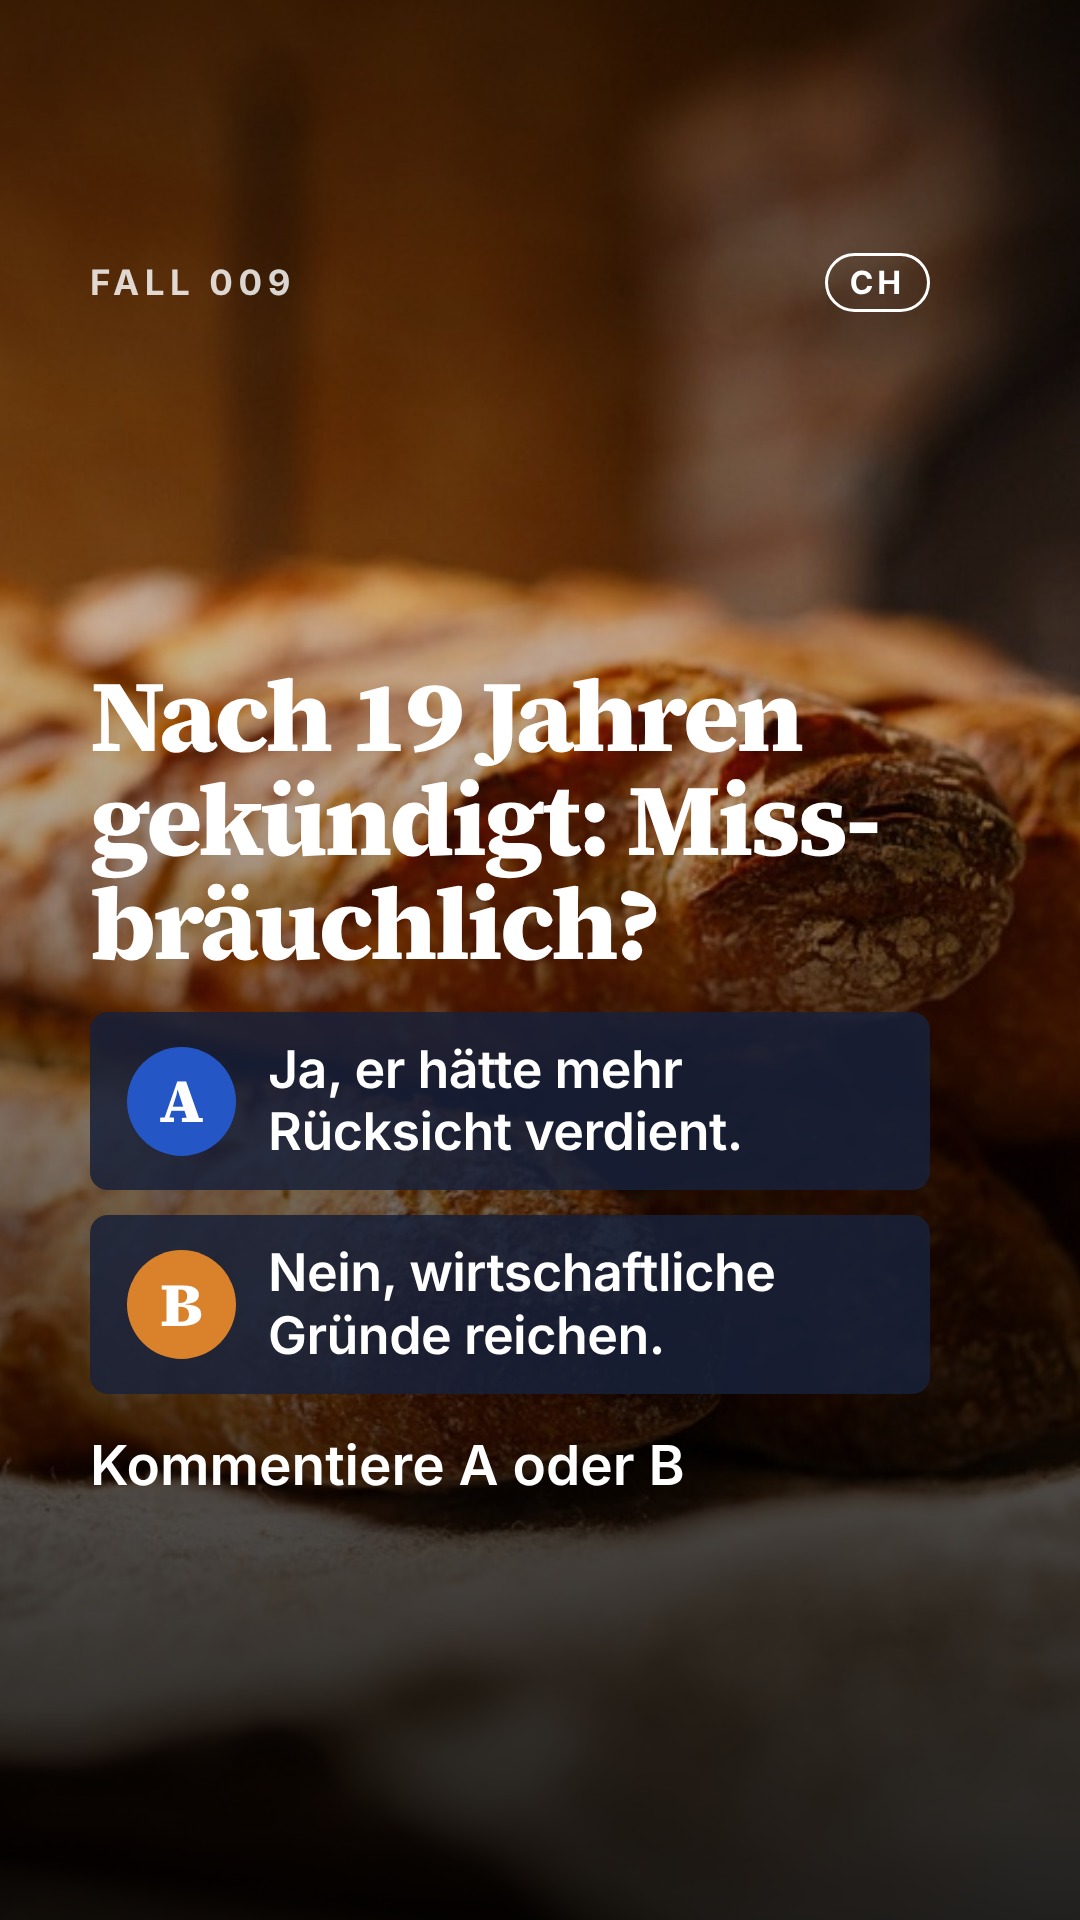 FALL 009
CH
Nach 19 Jahren
gekündigt: Miss-
bräuchlich?
A
Ja, er hätte mehr
Rücksicht verdient.
B
Nein, wirtschaftliche
Gründe reichen.
Kommentiere A oder B